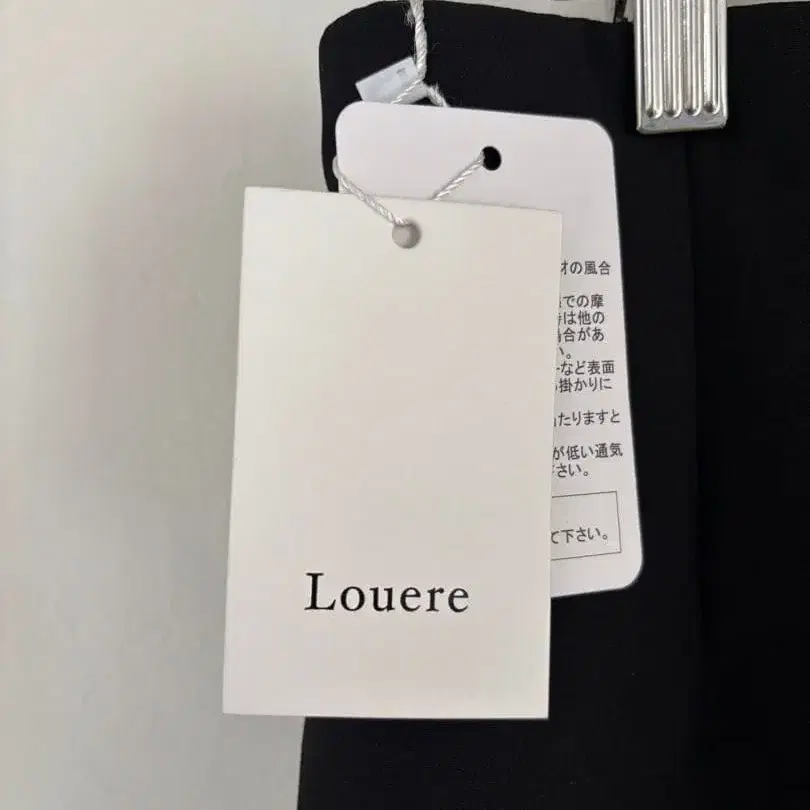 Louere
オの風合
での摩
は他の
合があ
い。
など表面
掛かりに
たりますと
が低い通気
さい。
て下さい。